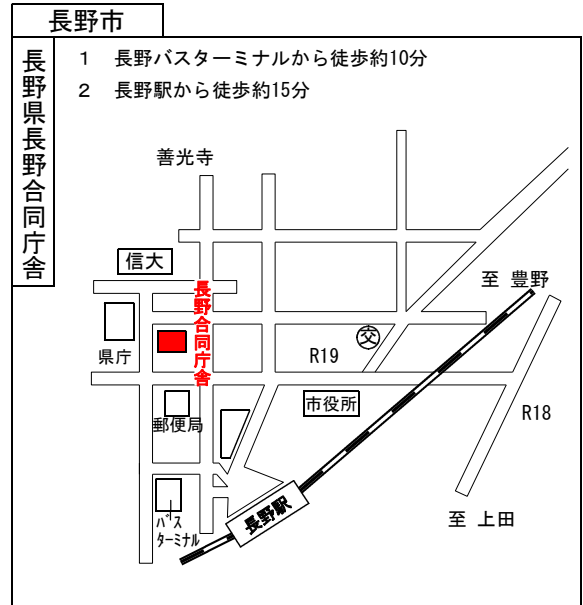 長野市
長野県長野合同庁舎
1 長野バスターミナルから徒歩約10分
2 長野駅から徒歩約15分
善光寺
信大
至 豊野
長野合同庁舎
交
県庁
R19
市役所
郵便局
R18
バス
ターミナル
長野駅
至 上田